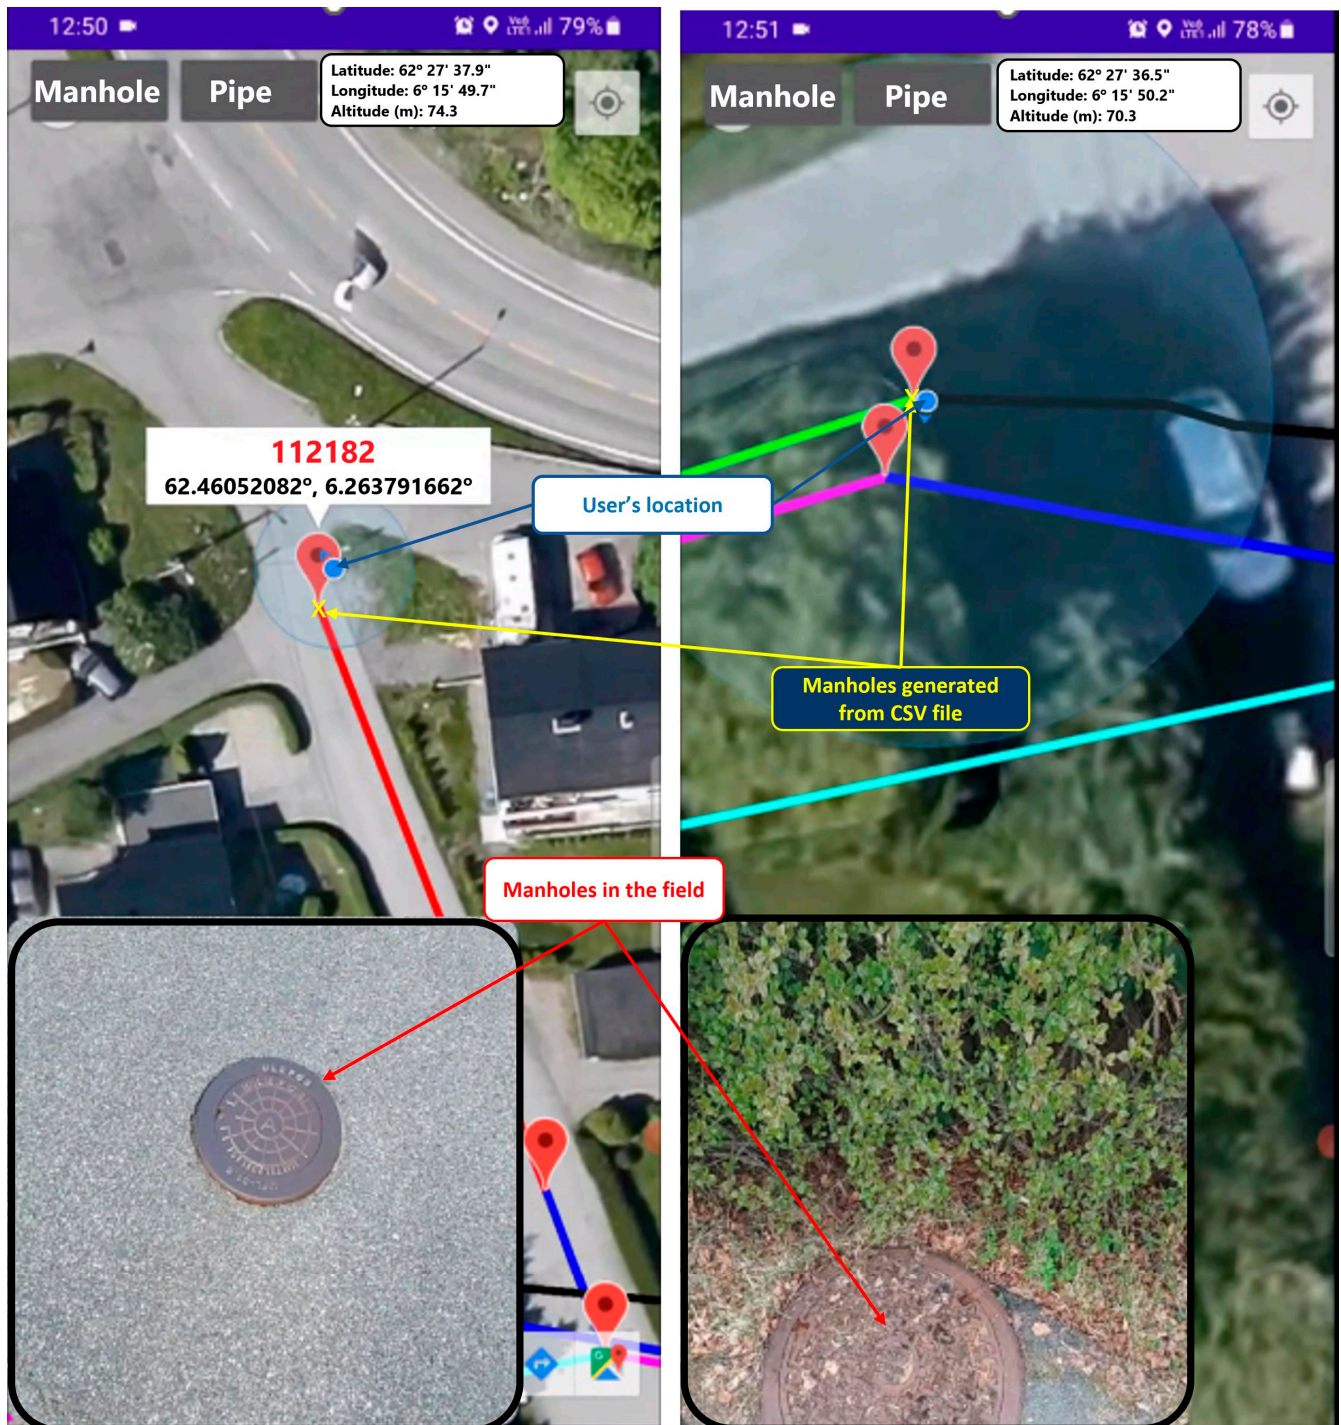 12:50
79%
Manhole
Pipe
Latitude: 62° 27' 37.9"
Longitude: 6° 15' 49.7"
Altitude (m): 74.3
12:51
78%
Manhole
Pipe
Latitude: 62° 27' 36.5"
Longitude: 6° 15' 50.2"
Altitude (m): 70.3
112182
62.46052082°, 6.263791662°
User's location
X
X
Manholes generated
from CSV file
Manholes in the field